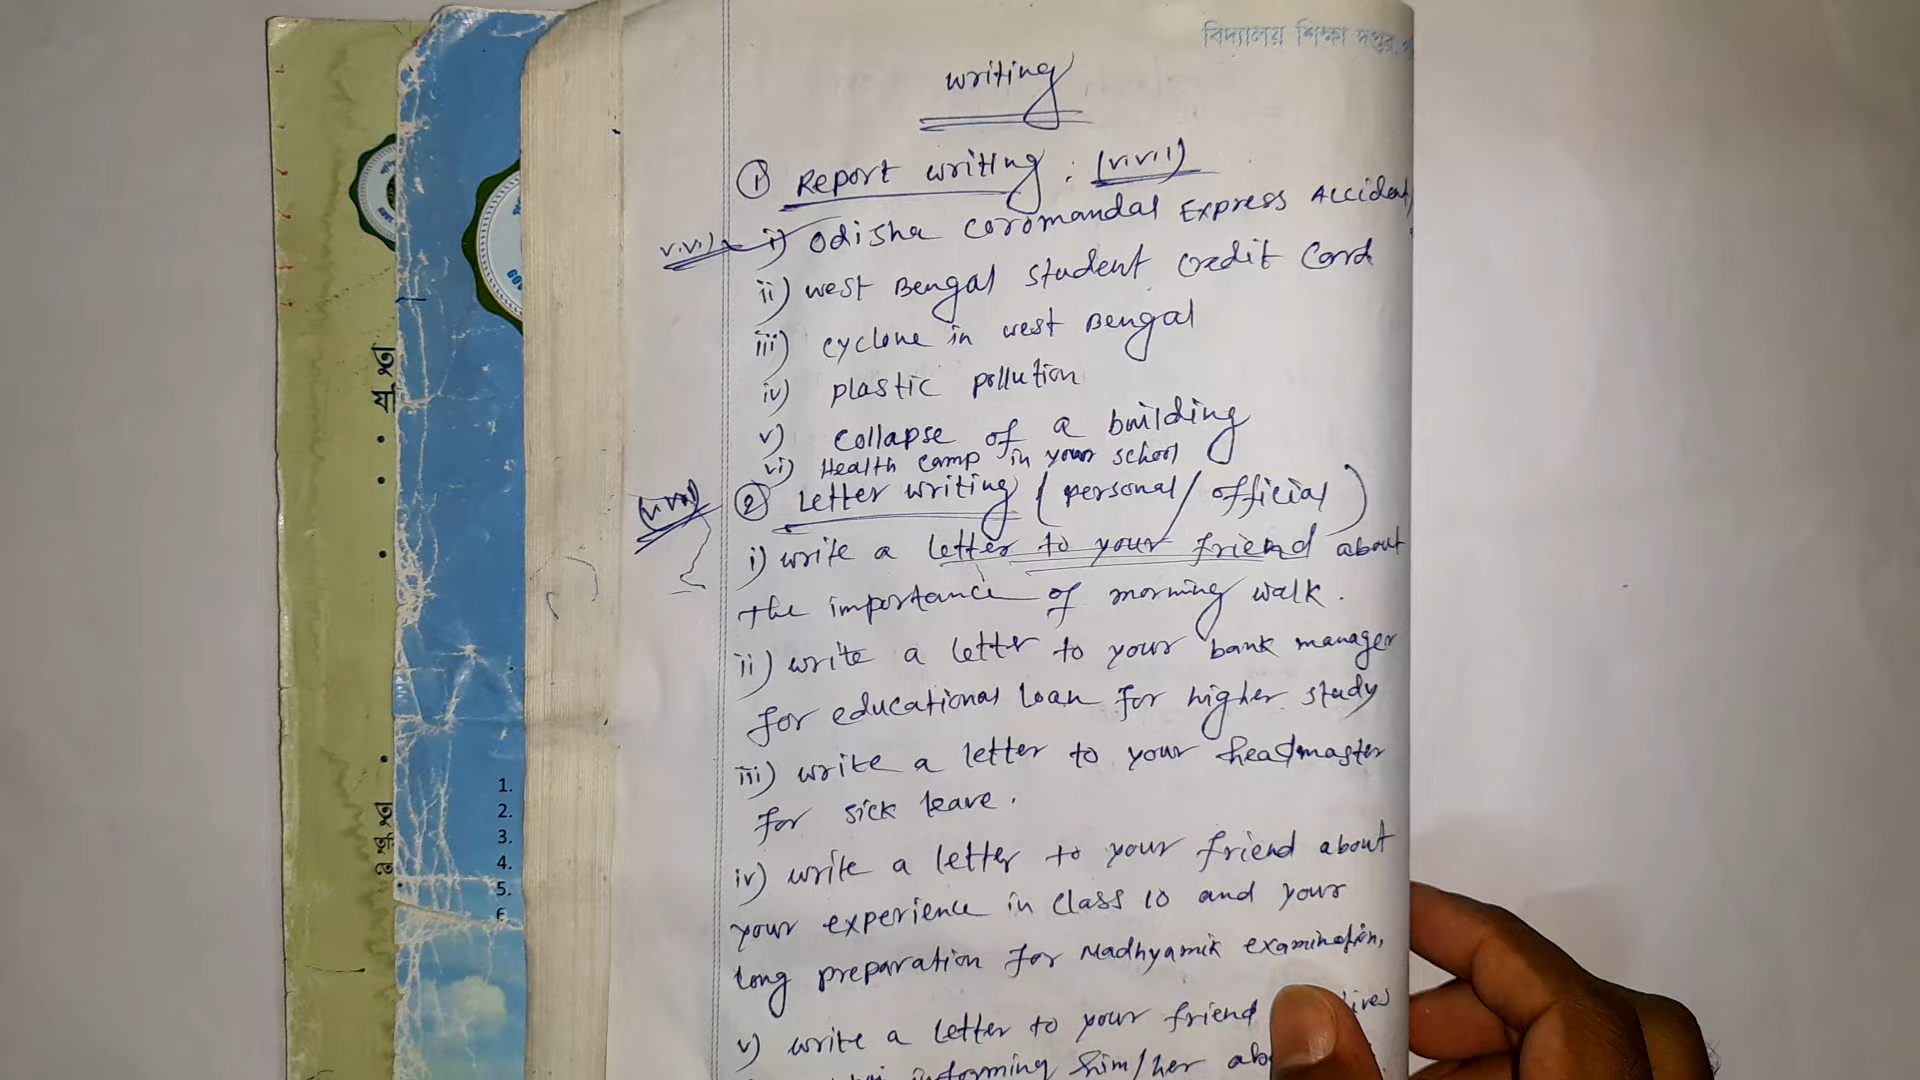 বিদ্যালয় শিক্ষা দপ্তর
writing
① Report writing : (v.v.i)
v.v.i) i) Odisha Coromandal Express Accident
ii) west Bengal Student Credit Card
iii) cyclone in west Bengal
iv) plastic pollution
v) collapse of a building
vi) Health camp in your school
② Letter writing (personal/official)
i) write a letter to your friend about
the importance of morning walk.
ii) write a letter to your bank manager
for educational loan for higher study
iii) write a letter to your headmaster
for sick leave.
iv) write a letter to your friend about
your experience in class 10 and your
long preparation for Madhyamik examination,
v) write a letter to your friend
informing him/her
1.
2.
3.
4.
5.
6.